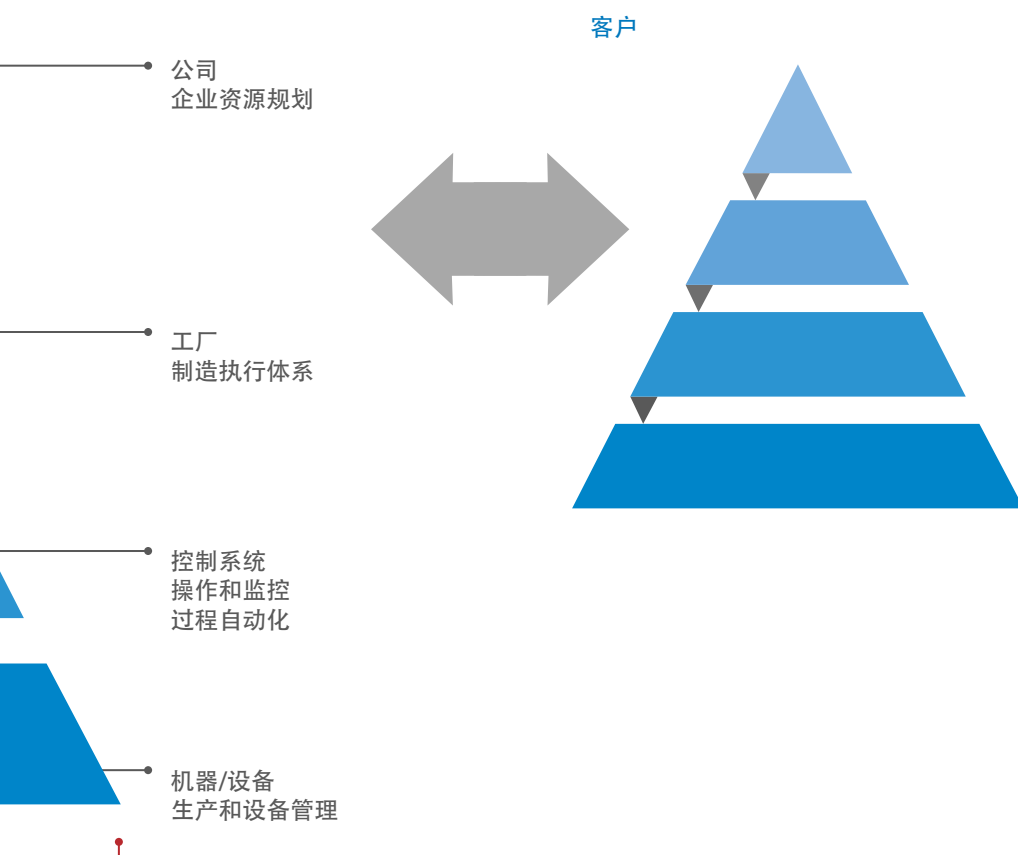 客户
公司
企业资源规划
工厂
制造执行体系
控制系统
操作和监控
过程自动化
机器/设备
生产和设备管理